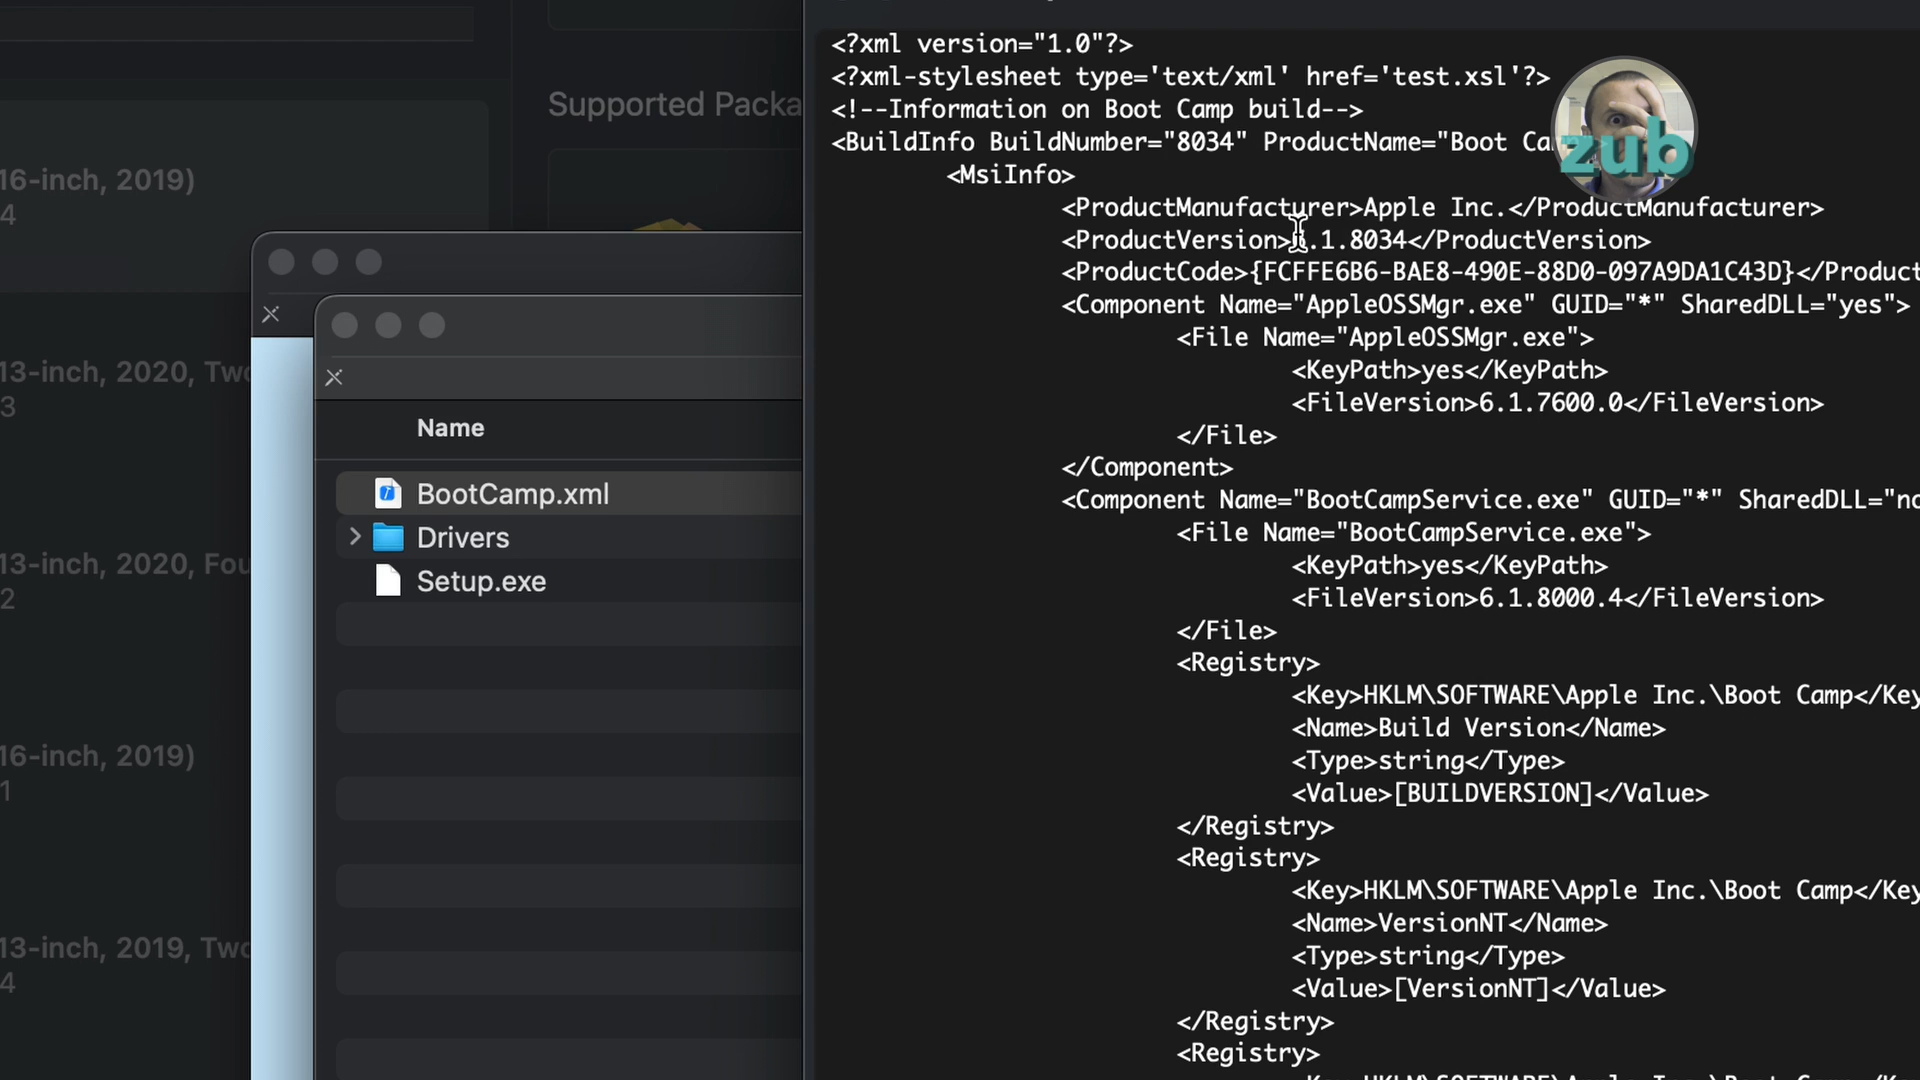 16-inch, 2019)
4
13-inch, 2020, Two
3
13-inch, 2020, Fou
2
16-inch, 2019)
1
13-inch, 2019, Two
4
Supported Packa
Name
BootCamp.xml
Drivers
Setup.exe
<?xml version="1.0"?>
<?xml-stylesheet type='text/xml' href='test.xsl'?>
<!--Information on Boot Camp build-->
<BuildInfo BuildNumber="8034" ProductName="Boot Ca
<MsiInfo>
<ProductManufacturer>Apple Inc.</ProductManufacturer>
<ProductVersion>.1.8034</ProductVersion>
<ProductCode>{FCFFE6B6-BAE8-490E-88D0-097A9DA1C43D}</Product
<Component Name="AppleOSSMgr.exe" GUID="*" SharedDLL="yes">
<File Name="AppleOSSMgr.exe">
<KeyPath>yes</KeyPath>
<FileVersion>6.1.7600.0</FileVersion>
</File>
</Component>
<Component Name="BootCampService.exe" GUID="*" SharedDLL="no
<File Name="BootCampService.exe">
<KeyPath>yes</KeyPath>
<FileVersion>6.1.8000.4</FileVersion>
</File>
<Registry>
<Key>HKLM\SOFTWARE\Apple Inc.\Boot Camp</Key
<Name>Build Version</Name>
<Type>string</Type>
<Value>[BUILDVERSION]</Value>
</Registry>
<Registry>
<Key>HKLM\SOFTWARE\Apple Inc.\Boot Camp</Key
<Name>VersionNT</Name>
<Type>string</Type>
<Value>[VersionNT]</Value>
</Registry>
<Registry>
zub